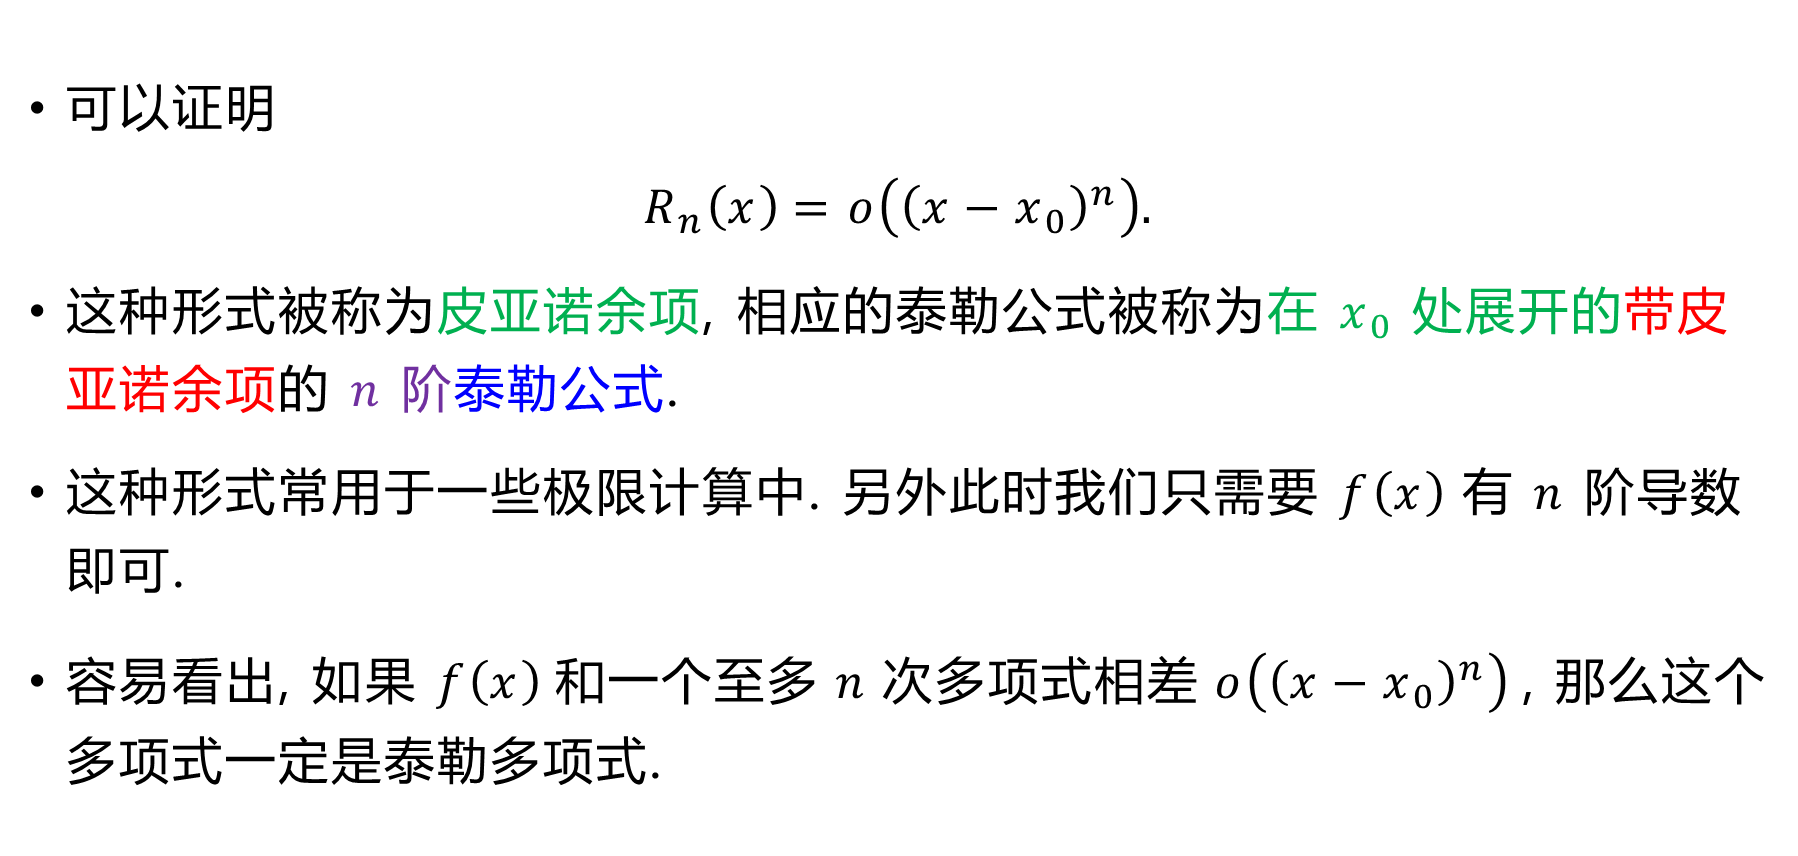 • 可以证明
R_n(x) = o((x − x_0)^n).
• 这种形式被称为皮亚诺余项, 相应的泰勒公式被称为在 x_0 处展开的带皮
亚诺余项的 n 阶泰勒公式.
• 这种形式常用于一些极限计算中. 另外此时我们只需要 f(x) 有 n 阶导数
即可.
• 容易看出, 如果 f(x) 和一个至多 n 次多项式相差 o((x − x_0)^n), 那么这个
多项式一定是泰勒多项式.